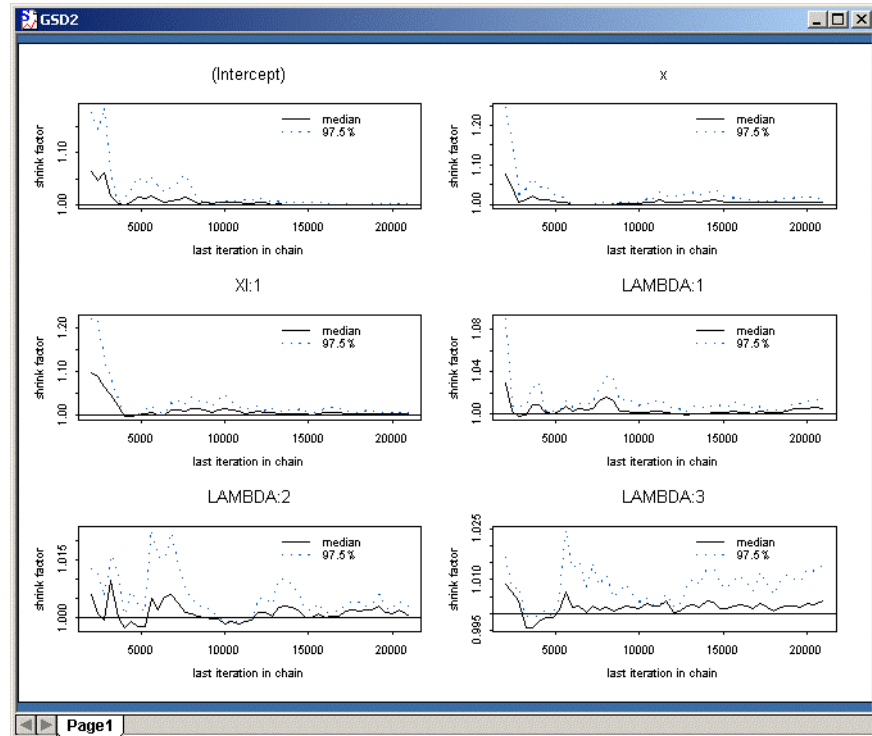 GSD2
(Intercept)
shrink factor
1.00 1.10
median
97.5%
5000 10000 15000 20000
last iteration in chain
x
shrink factor
1.00 1.10 1.20
median
97.5%
5000 10000 15000 20000
last iteration in chain
XI:1
shrink factor
1.00 1.10 1.20
median
97.5%
5000 10000 15000 20000
last iteration in chain
LAMBDA:1
shrink factor
1.00 1.04 1.08
median
97.5%
5000 10000 15000 20000
last iteration in chain
LAMBDA:2
shrink factor
1.000 1.015
median
97.5%
5000 10000 15000 20000
last iteration in chain
LAMBDA:3
shrink factor
0.995 1.010 1.025
median
97.5%
5000 10000 15000 20000
last iteration in chain
Page1